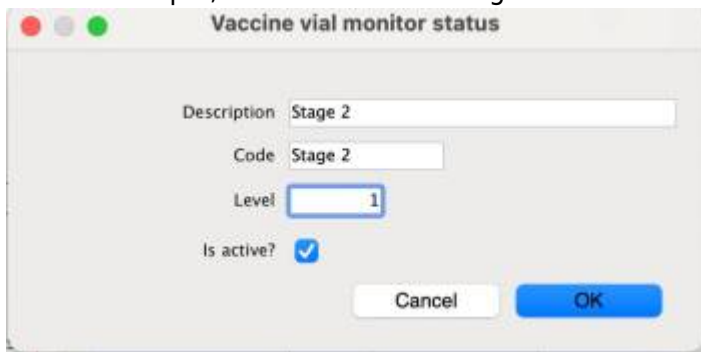 Vaccine vial monitor status
Description Stage 2
Code Stage 2
Level 1
Is active?
Cancel OK